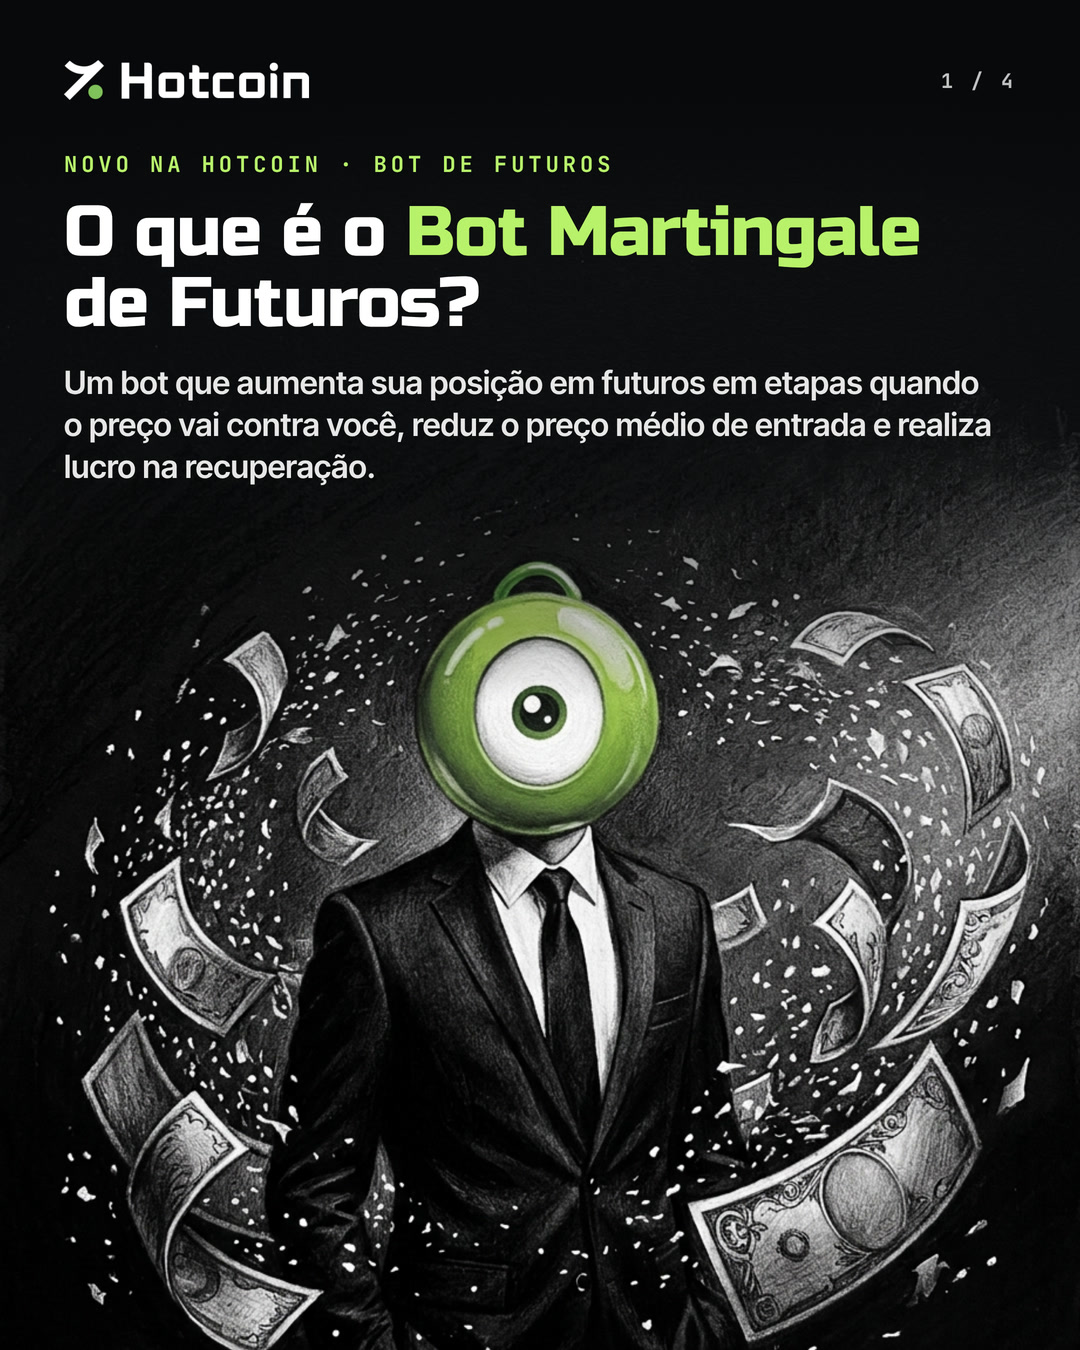 Hotcoin
1 / 4
NOVO NA HOTCOIN · BOT DE FUTUROS
O que é o Bot Martingale
de Futuros?
Um bot que aumenta sua posição em futuros em etapas quando
o preço vai contra você, reduz o preço médio de entrada e realiza
lucro na recuperação.